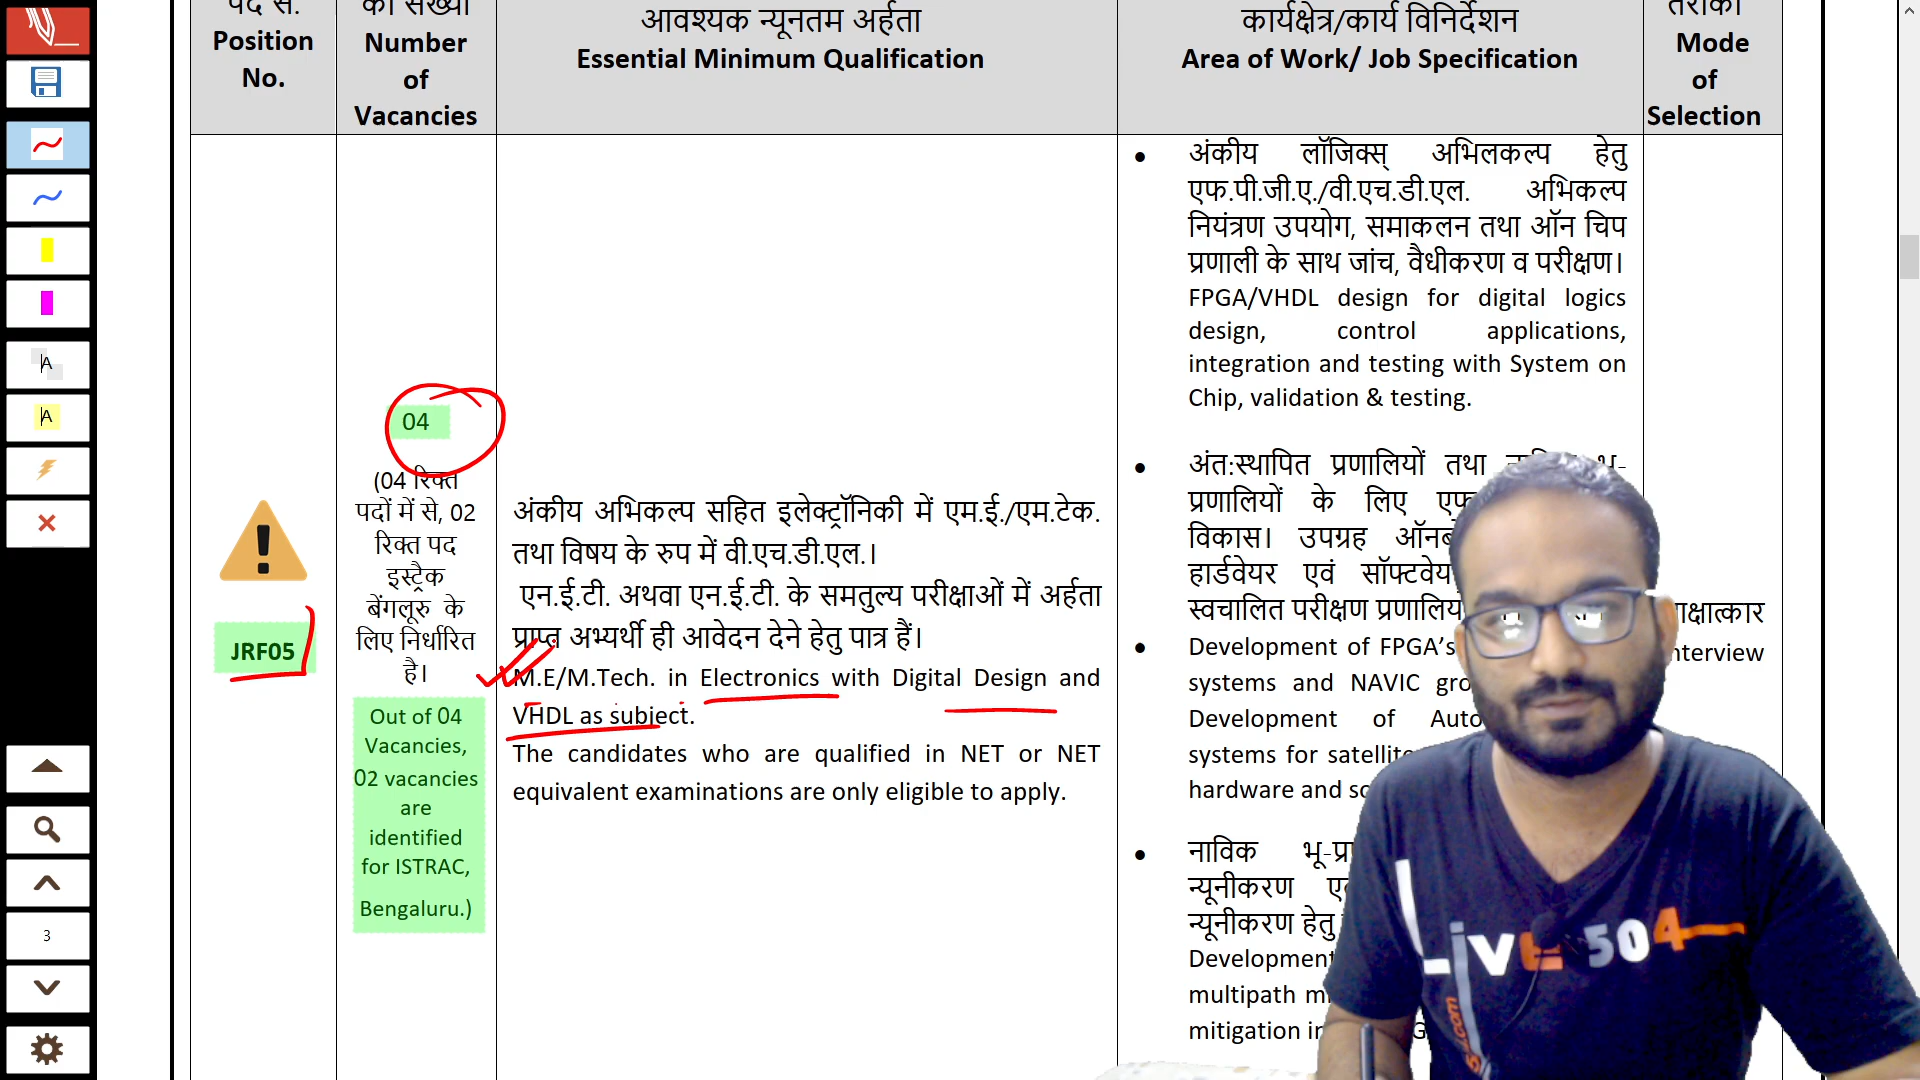 पद सं.
Position
No.
की संख्या
Number
of
Vacancies
आवश्यक न्यूनतम अर्हता
Essential Minimum Qualification
कार्यक्षेत्र/कार्य विनिर्देशन
Area of Work/ Job Specification
तरीका
Mode
of
Selection
JRF05
04
(04 रिक्त
पदों में से, 02
रिक्त पद
इस्ट्रैक
बेंगलूरु के
लिए निर्धारित
है।
Out of 04
Vacancies,
02 vacancies
are
identified
for ISTRAC,
Bengaluru.)
अंकीय अभिकल्प सहित इलेक्ट्रॉनिकी में एम.ई./एम.टेक.
तथा विषय के रुप में वी.एच.डी.एल.।
एन.ई.टी. अथवा एन.ई.टी. के समतुल्य परीक्षाओं में अर्हता
प्राप्त अभ्यर्थी ही आवेदन देने हेतु पात्र हैं।
M.E/M.Tech. in Electronics with Digital Design and
VHDL as subject.
The candidates who are qualified in NET or NET
equivalent examinations are only eligible to apply.
अंकीय लॉजिक्स् अभिलकल्प हेतु
एफ.पी.जी.ए./वी.एच.डी.एल. अभिकल्प
नियंत्रण उपयोग, समाकलन तथा ऑन चिप
प्रणाली के साथ जांच, वैधीकरण व परीक्षण।
FPGA/VHDL design for digital logics
design, control applications,
integration and testing with System on
Chip, validation & testing.
अंत:स्थापित प्रणालियों तथा
प्रणालियों के लिए
विकास। उपग्रह
हार्डवेयर एवं
स्वचालित परीक्षण
Development of FPGA's
systems and NAVIC
Development of
systems for
hardware and
नाविक
न्यूनीकरण
न्यूनीकरण हेतु
Development
multipath
mitigation in
nterview
LiVE 504
3
A
A